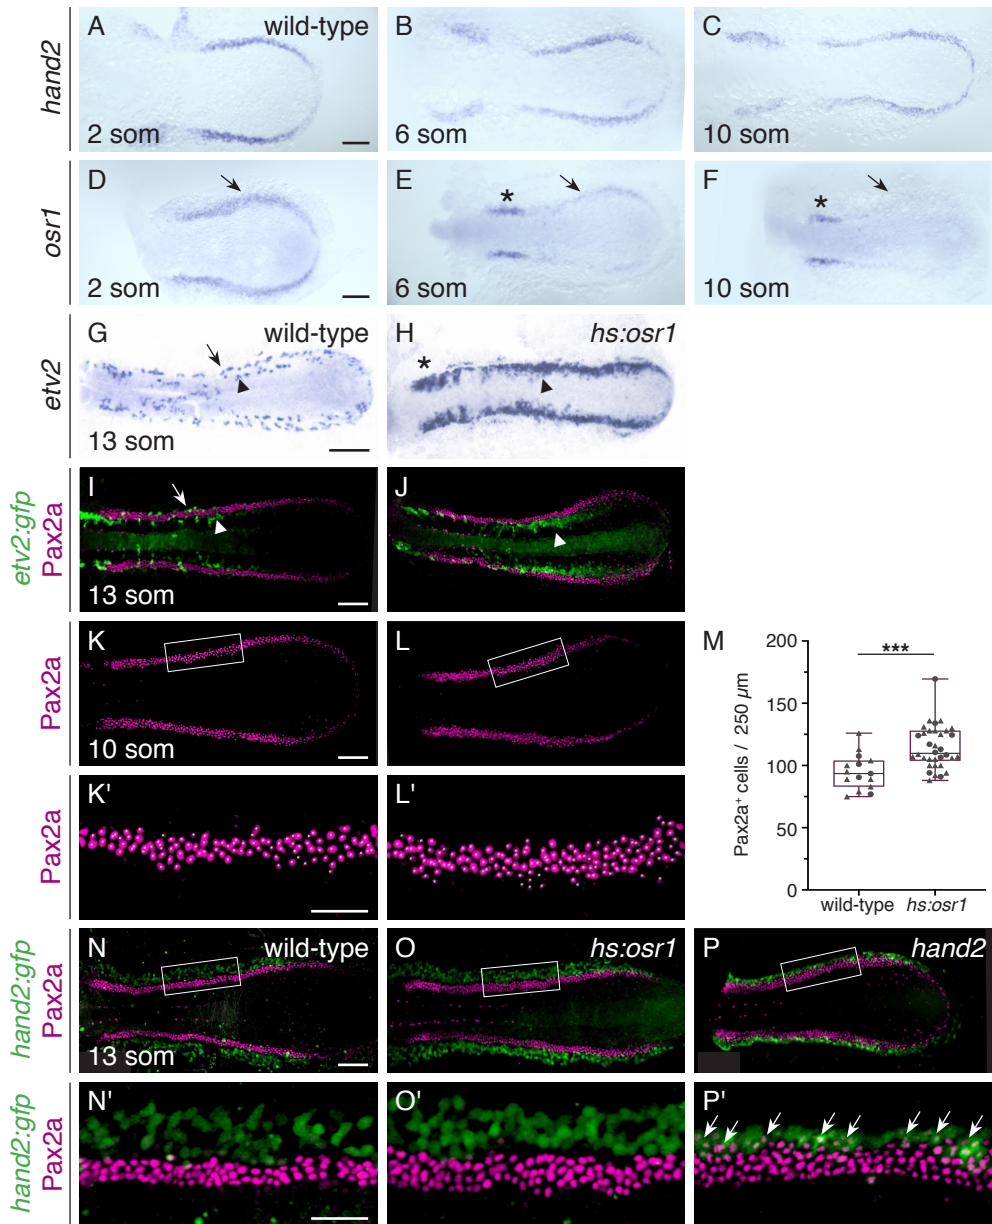 hand2
A wild-type
2 som
B
6 som
C
10 som
osr1
D
2 som
E
*
6 som
F
*
10 som
etv2
G wild-type
13 som
H hs:osr1
*
etv2:gfp
Pax2a
I
13 som
J
Pax2a
K
10 som
L
M
Pax2a⁺ cells / 250 µm
200
150
100
50
0
***
wild-type hs:osr1
Pax2a
K'
L'
hand2:gfp
Pax2a
N wild-type
13 som
O hs:osr1
P hand2
hand2:gfp
Pax2a
N'
O'
P'